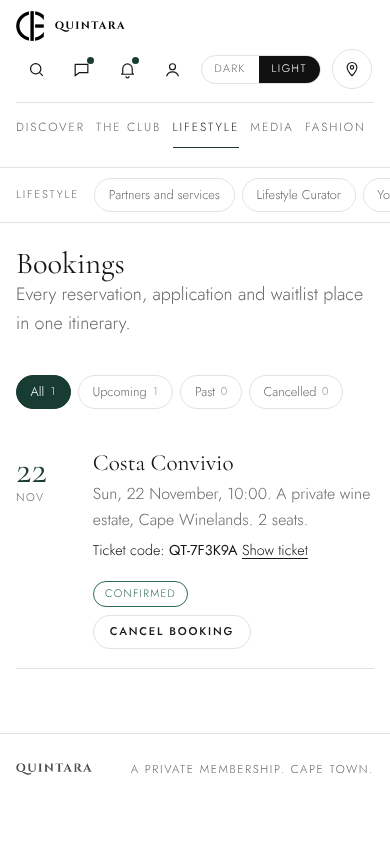 QUINTARA
DARK LIGHT
DISCOVER THE CLUB LIFESTYLE MEDIA FASHION
LIFESTYLE Partners and services Lifestyle Curator Yo
Bookings
Every reservation, application and waitlist place
in one itinerary.
All 1 Upcoming 1 Past 0 Cancelled 0
22
NOV
Costa Convivio
Sun, 22 November, 10:00. A private wine
estate, Cape Winelands. 2 seats.
Ticket code: QT-7F3K9A Show ticket
CONFIRMED
CANCEL BOOKING
QUINTARA A PRIVATE MEMBERSHIP. CAPE TOWN.